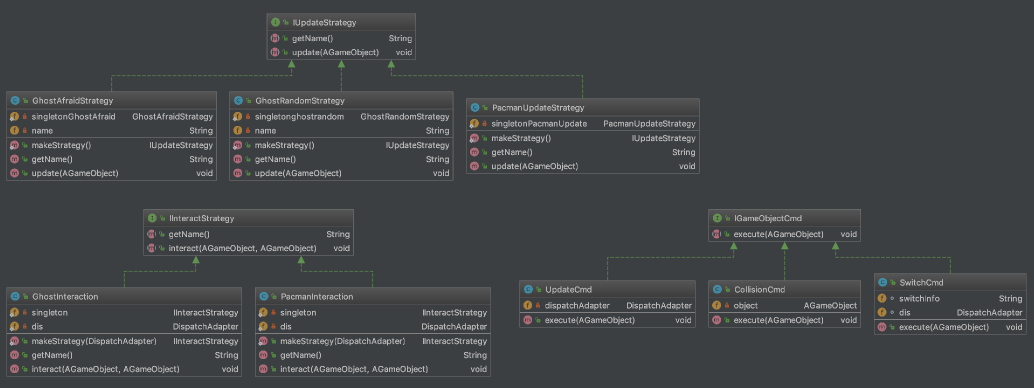 IUpdateStrategy
getName() String
update(AGameObject) void
GhostAfraidStrategy
singletonGhostAfraid GhostAfraidStrategy
name String
makeStrategy() IUpdateStrategy
getName() String
update(AGameObject) void
GhostRandomStrategy
singletonghostrandom GhostRandomStrategy
name String
makeStrategy() IUpdateStrategy
getName() String
update(AGameObject) void
PacmanUpdateStrategy
singletonPacmanUpdate PacmanUpdateStrategy
makeStrategy() IUpdateStrategy
getName() String
update(AGameObject) void
IInteractStrategy
getName() String
interact(AGameObject, AGameObject) void
GhostInteraction
singleton IInteractStrategy
dis DispatchAdapter
makeStrategy(DispatchAdapter) IInteractStrategy
getName() String
interact(AGameObject, AGameObject) void
PacmanInteraction
singleton IInteractStrategy
dis DispatchAdapter
makeStrategy(DispatchAdapter) IInteractStrategy
getName() String
interact(AGameObject, AGameObject) void
IGameObjectCmd
execute(AGameObject) void
UpdateCmd
dispatchAdapter DispatchAdapter
execute(AGameObject) void
CollisionCmd
object AGameObject
execute(AGameObject) void
SwitchCmd
switchInfo String
dis DispatchAdapter
execute(AGameObject) void